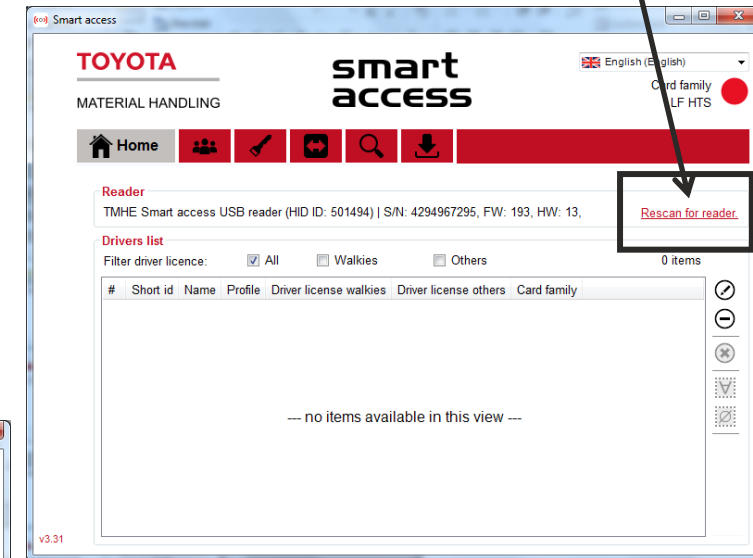 Smart access
TOYOTA
MATERIAL HANDLING
smart
access
English (English)
Card family
LF HTS
Home
Reader
TMHE Smart access USB reader (HID ID: 501494) | S/N: 4294967295, FW: 193, HW: 13,
Rescan for reader.
Drivers list
Filter driver licence: All Walkies Others 0 items
# Short id Name Profile Driver license walkies Driver license others Card family
--- no items available in this view ---
v3.31